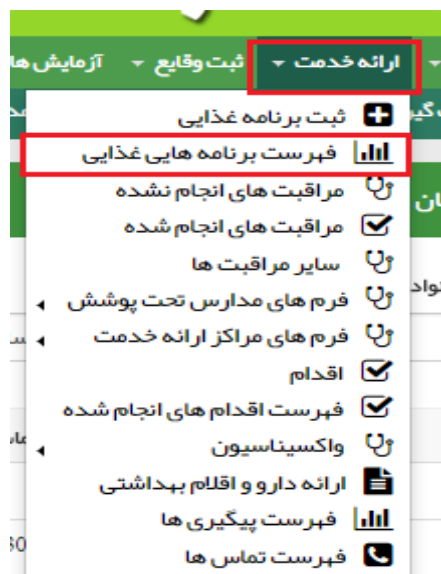 ارائه خدمت ثبت وقایع آزمایش ها
ثبت برنامه غذایی
فهرست برنامه هایی غذایی
مراقبت های انجام نشده
مراقبت های انجام شده
سایر مراقبت ها
فرم های مدارس تحت پوشش
فرم های مراکز ارائه خدمت
اقدام
فهرست اقدام های انجام شده
واکسیناسیون
ارائه دارو و اقلام بهداشتی
فهرست پیگیری ها
فهرست تماس ها